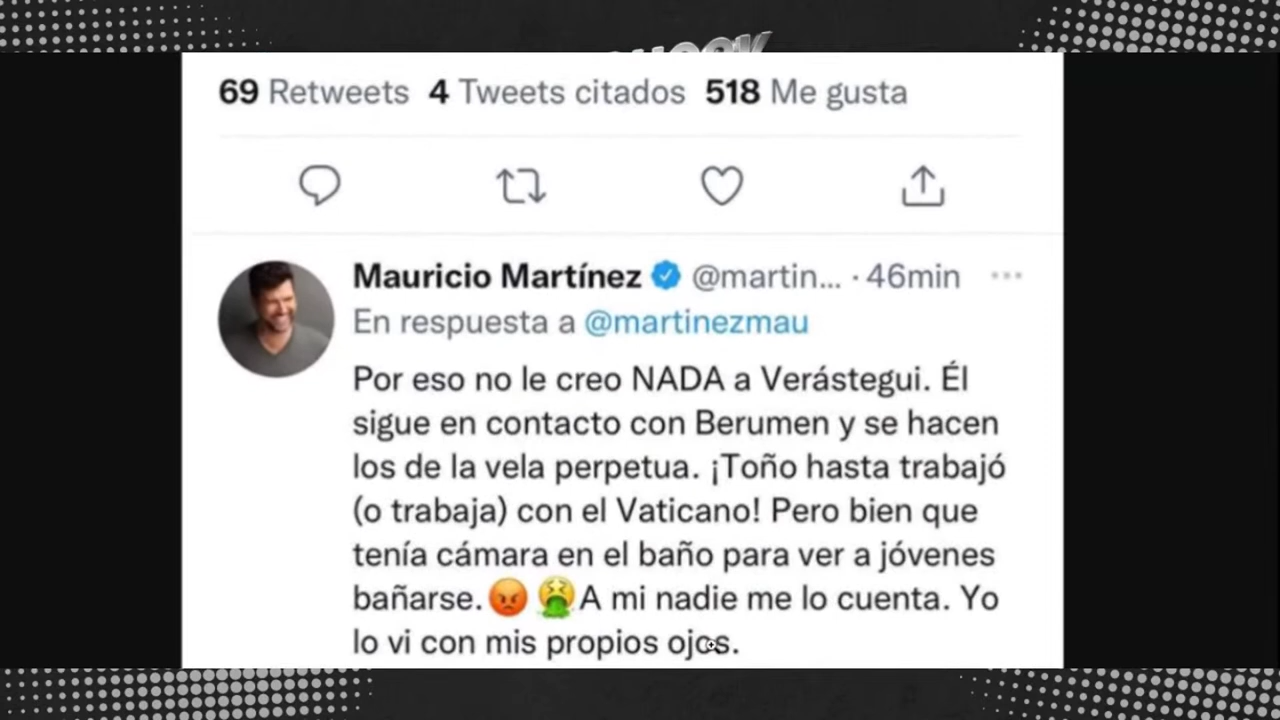 69 Retweets 4 Tweets citados 518 Me gusta
Mauricio Martínez @martin... · 46min
En respuesta a @martinezmau
Por eso no le creo NADA a Verástegui. Él
sigue en contacto con Berumen y se hacen
los de la vela perpetua. ¡Toño hasta trabajó
(o trabaja) con el Vaticano! Pero bien que
tenía cámara en el baño para ver a jóvenes
bañarse.😡 🤮A mi nadie me lo cuenta. Yo
lo vi con mis propios ojos.